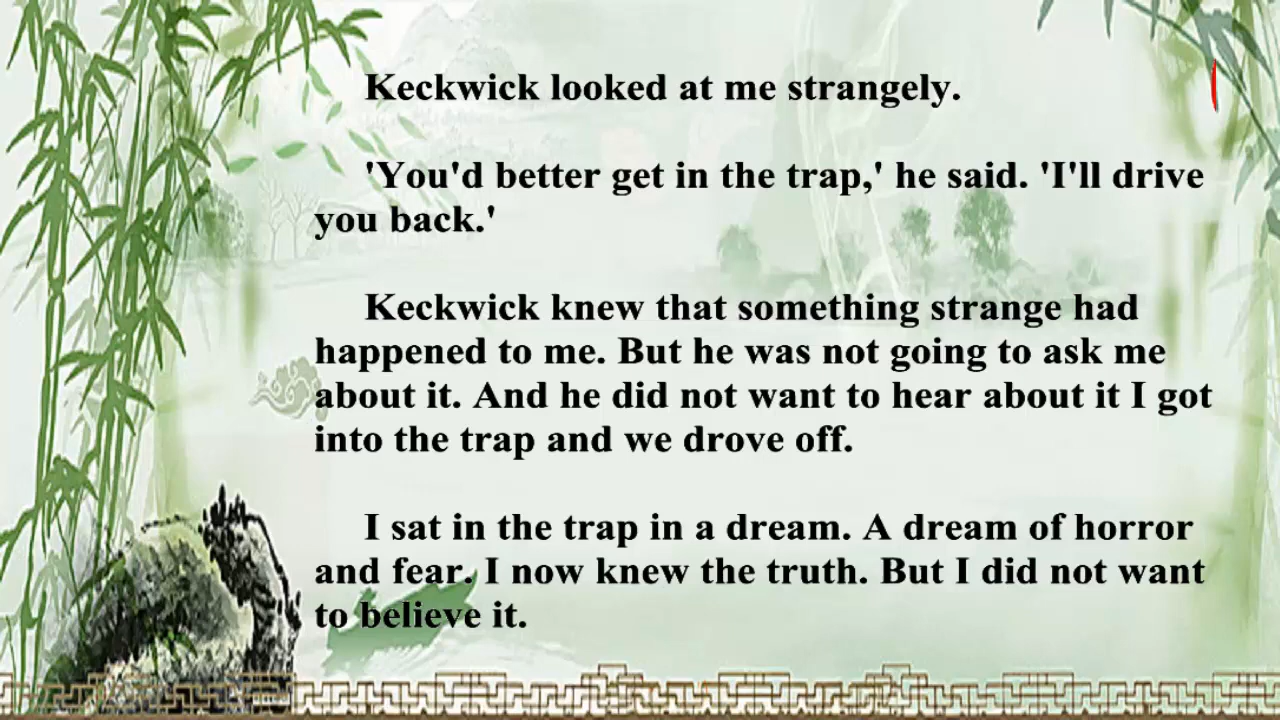 Keckwick looked at me strangely.
'You'd better get in the trap,' he said. 'I'll drive
you back.'
Keckwick knew that something strange had
happened to me. But he was not going to ask me
about it. And he did not want to hear about it I got
into the trap and we drove off.
I sat in the trap in a dream. A dream of horror
and fear. I now knew the truth. But I did not want
to believe it.